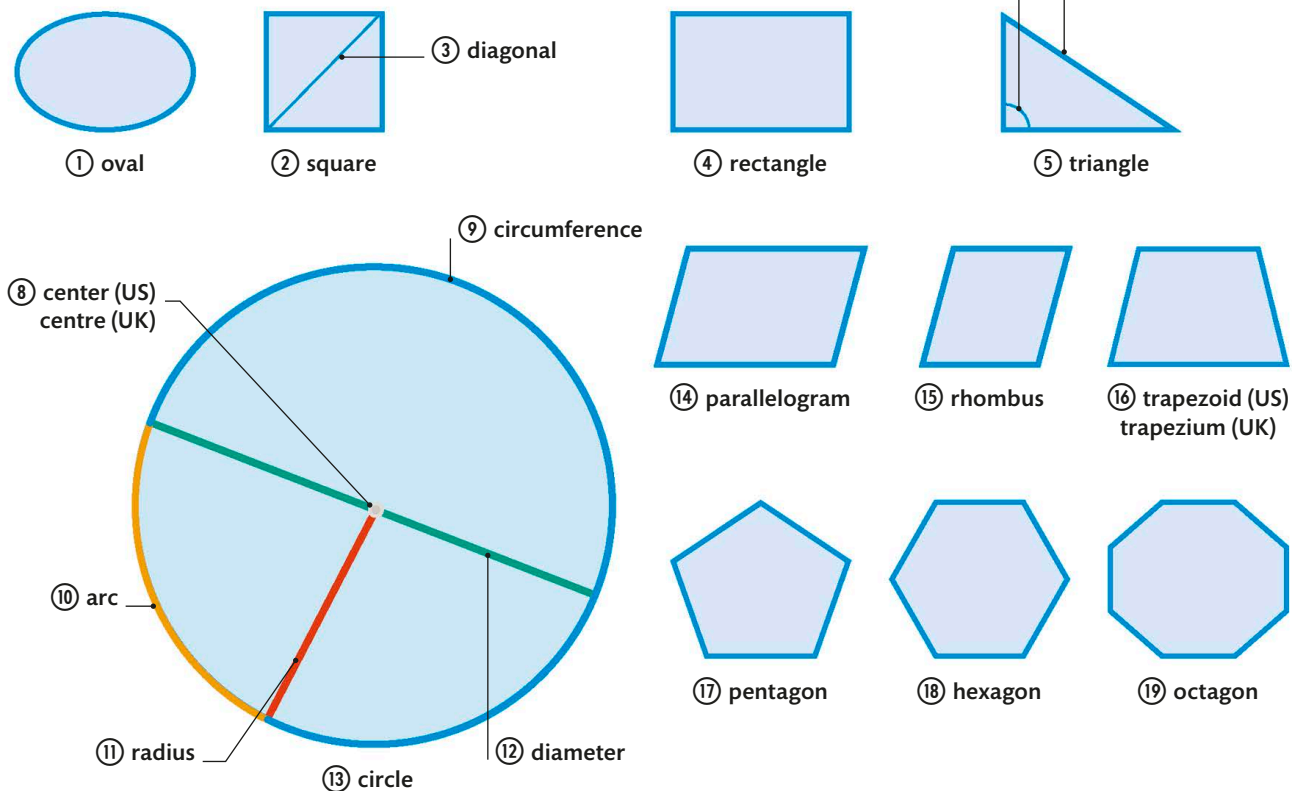 ③ diagonal
① oval
② square
④ rectangle
⑤ triangle
⑨ circumference
⑧ center (US)
centre (UK)
⑭ parallelogram
⑮ rhombus
⑯ trapezoid (US)
trapezium (UK)
⑩ arc
⑪ radius
⑫ diameter
⑬ circle
⑰ pentagon
⑱ hexagon
⑲ octagon